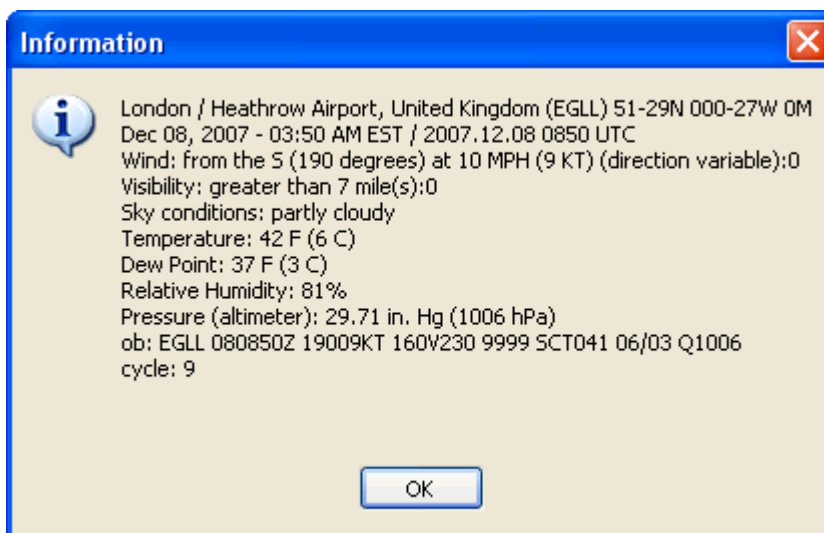 Information
London / Heathrow Airport, United Kingdom (EGLL) 51-29N 000-27W 0M
Dec 08, 2007 - 03:50 AM EST / 2007.12.08 0850 UTC
Wind: from the S (190 degrees) at 10 MPH (9 KT) (direction variable):0
Visibility: greater than 7 mile(s):0
Sky conditions: partly cloudy
Temperature: 42 F (6 C)
Dew Point: 37 F (3 C)
Relative Humidity: 81%
Pressure (altimeter): 29.71 in. Hg (1006 hPa)
ob: EGLL 080850Z 19009KT 160V230 9999 SCT041 06/03 Q1006
cycle: 9
OK